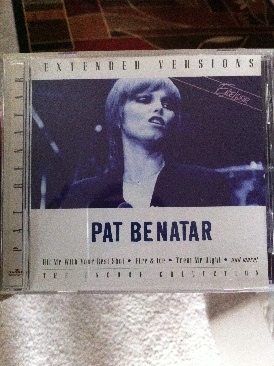 EXTENDED VERSIONS
Encore
PAT BENATAR
PAT BENATAR
Hit Me With Your Best Shot • Fire & Ice • Treat Me Right • and more!
THE ENCORE COLLECTION